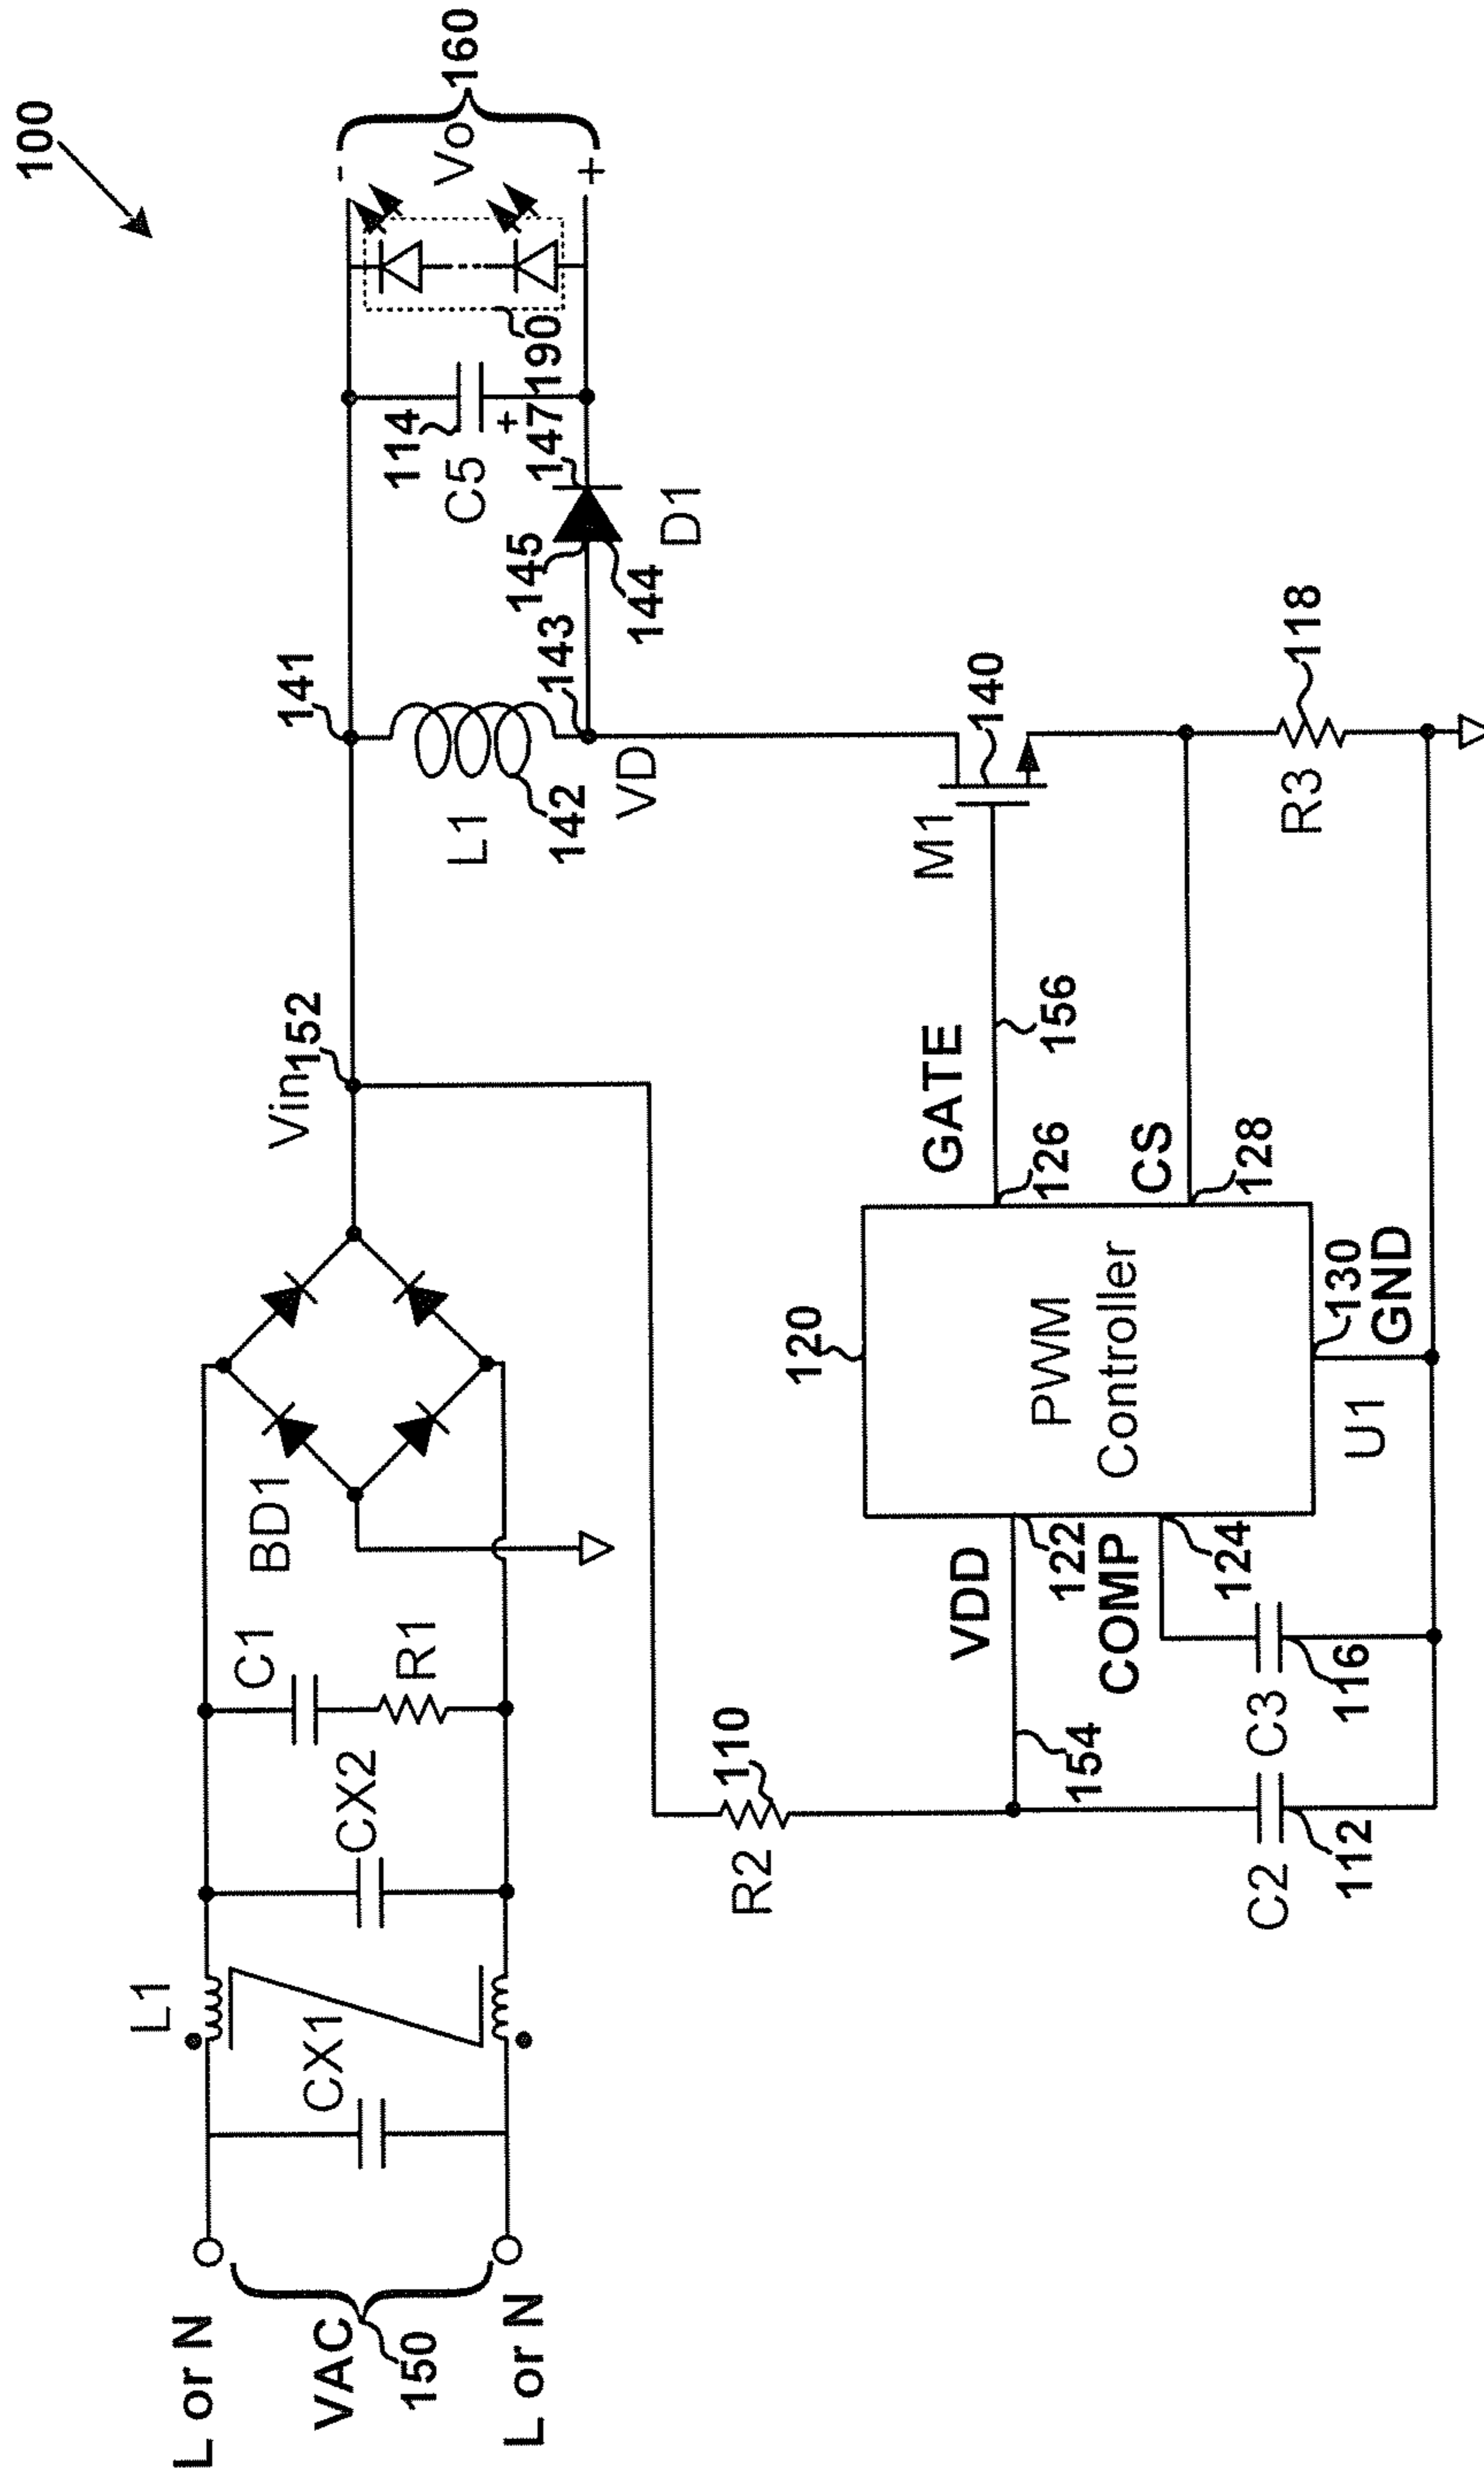 100
L or N
VAC
150
L or N
L1
CX1
CX2
C1
R1
BD1
Vin
152
141
L1
142
143
VD
145
144
147
D1
114
C5
+
190
-
Vo
+
160
R2
110
VDD
154
122
COMP
124
C3
116
C2
112
120
PWM
Controller
U1
130
GND
GATE
126
156
CS
128
M1
140
R3
118